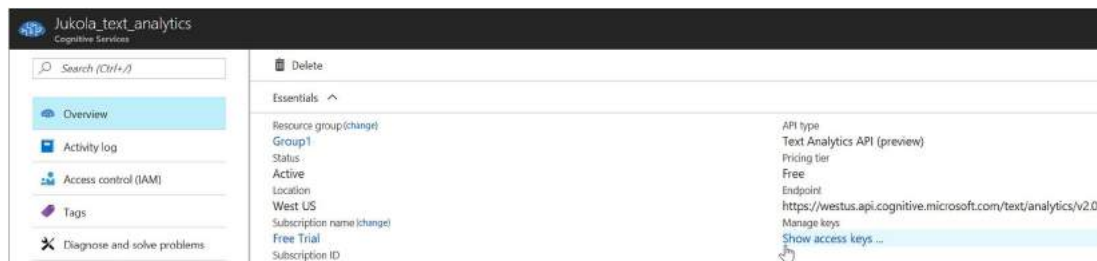 Jukola_text_analytics
Cognitive Services
Search (Ctrl+/)
Overview
Activity log
Access control (IAM)
Tags
Diagnose and solve problems
Delete
Essentials
Resource group (change)
Group1
Status
Active
Location
West US
Subscription name (change)
Free Trial
Subscription ID
API type
Text Analytics API (preview)
Pricing tier
Free
Endpoint
https://westus.api.cognitive.microsoft.com/text/analytics/v2.0
Manage keys
Show access keys ...